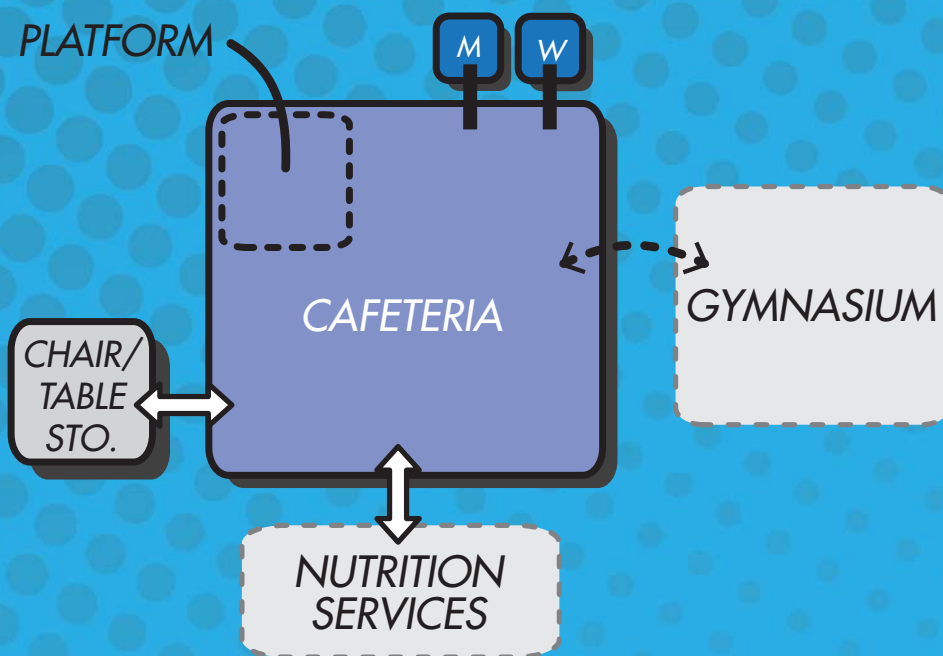 PLATFORM
M
W
CAFETERIA
GYMNASIUM
CHAIR/
TABLE
STO.
NUTRITION
SERVICES